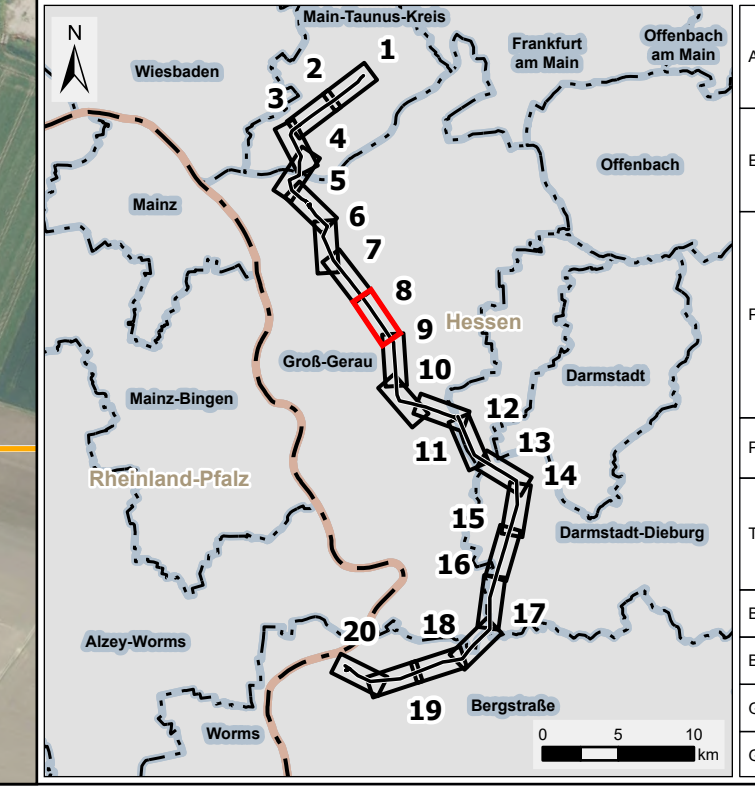 N
Main-Taunus-Kreis
Wiesbaden
Frankfurt
am Main
Offenbach
am Main
1
2
3
4
Offenbach
5
Mainz
6
7
8
Hessen
9
Groß-Gerau
10
Darmstadt
Mainz-Bingen
12
11
13
14
Rheinland-Pfalz
15
Darmstadt-Dieburg
16
17
Alzey-Worms
20
18
Bergstraße
19
Worms
0 5 10
km